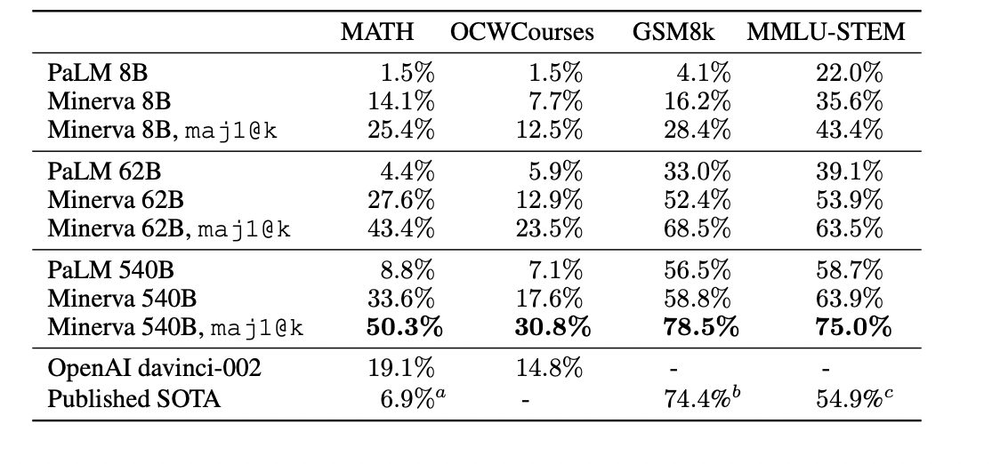 MATH OCWCourses GSM8k MMLU-STEM
PaLM 8B 1.5% 1.5% 4.1% 22.0%
Minerva 8B 14.1% 7.7% 16.2% 35.6%
Minerva 8B, maj1@k 25.4% 12.5% 28.4% 43.4%
PaLM 62B 4.4% 5.9% 33.0% 39.1%
Minerva 62B 27.6% 12.9% 52.4% 53.9%
Minerva 62B, maj1@k 43.4% 23.5% 68.5% 63.5%
PaLM 540B 8.8% 7.1% 56.5% 58.7%
Minerva 540B 33.6% 17.6% 58.8% 63.9%
Minerva 540B, maj1@k 50.3% 30.8% 78.5% 75.0%
OpenAI davinci-002 19.1% 14.8% - -
Published SOTA 6.9%a - 74.4%b 54.9%c